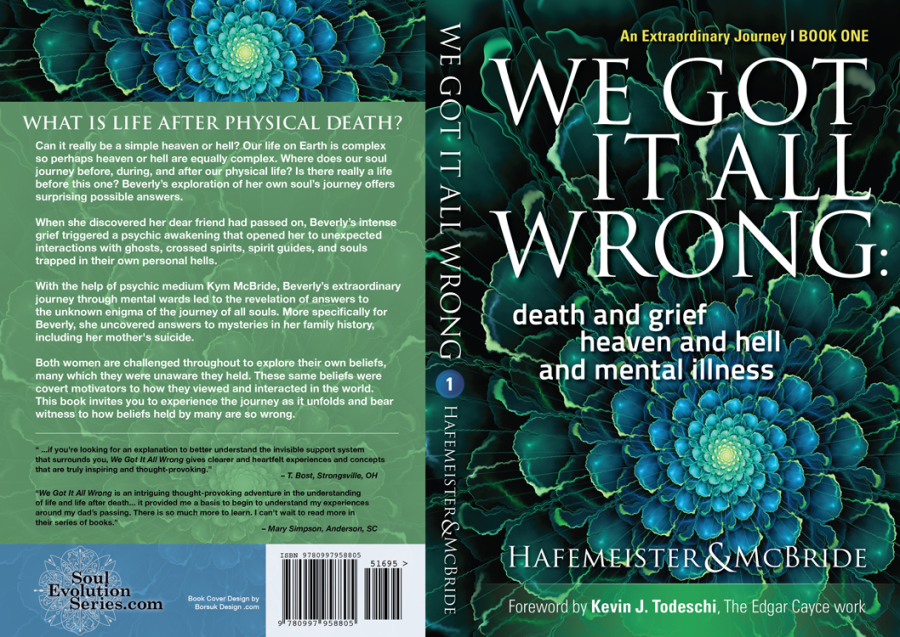 WHAT IS LIFE AFTER PHYSICAL DEATH?
Can it really be a simple heaven or hell? Our life on Earth is complex
so perhaps heaven or hell are equally complex. Where does our soul
journey before, during, and after our physical life? Is there really a life
before this one? Beverly's exploration of her own soul's journey offers
surprising possible answers.
When she discovered her dear friend had passed on, Beverly's intense
grief triggered a psychic awakening that opened her to unexpected
interactions with ghosts, crossed spirits, spirit guides, and souls
trapped in their own personal hells.
With the help of psychic medium Kym McBride, Beverly's extraordinary
journey through mental wards led to the revelation of answers to
the unknown enigma of the journey of all souls. More specifically for
Beverly, she uncovered answers to mysteries in her family history,
including her mother's suicide.
Both women are challenged throughout to explore their own beliefs,
many which they were unaware they held. These same beliefs were
covert motivators to how they viewed and interacted in the world.
This book invites you to experience the journey as it unfolds and bear
witness to how beliefs held by many are so wrong.
" ...if you're looking for an explanation to better understand the invisible support system
that surrounds you, We Got It All Wrong gives clearer and heartfelt experiences and concepts
that are truly inspiring and thought-provoking."
– T. Bost, Strongsville, OH
"We Got It All Wrong is an intriguing thought-provoking adventure in the understanding
of life and life after death... it provided me a basis to begin to understand my experiences
around my dad's passing. There is so much more to learn. I can't wait to read more in
their series of books."
– Mary Simpson, Anderson, SC
Soul
Evolution
Series.com
Book Cover Design by
Borsuk Design .com
ISBN 9780997958805
51695 >
9 780997 958805
WE GOT IT ALL WRONG
1
HAFEMEISTER&MCBRIDE
An Extraordinary Journey | BOOK ONE
WE GOT
IT ALL
WRONG:
death and grief
heaven and hell
and mental illness
HAFEMEISTER&MCBRIDE
Foreword by Kevin J. Todeschi, The Edgar Cayce work